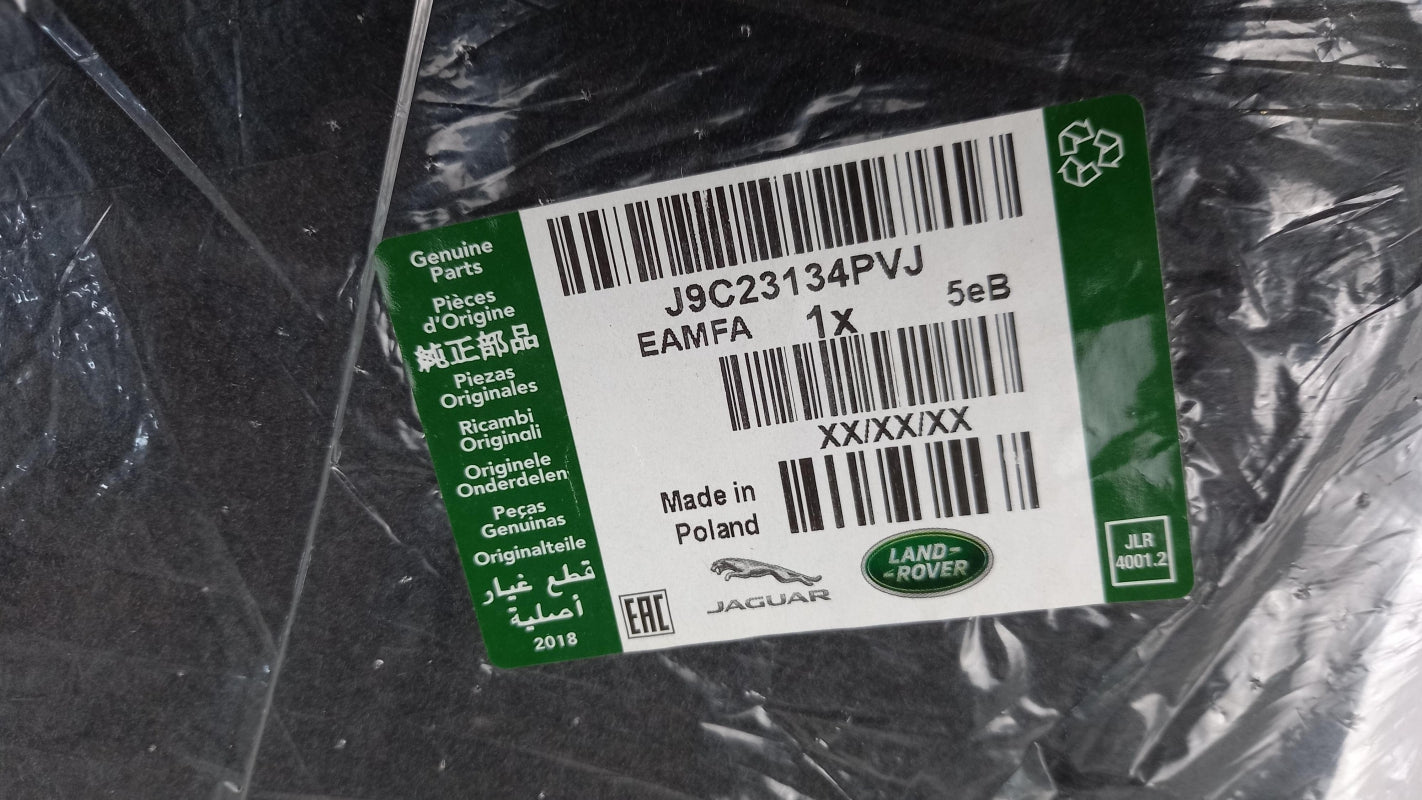 Genuine
Parts
Pièces
d'Origine
純正部品
Piezas
Originales
Ricambi
Originali
Originele
Onderdelen
Peças
Genuinas
Originalteile
قطع غيار
أصلية
2018
J9C23134PVJ
EAMFA
1x
5eB
XX/XX/XX
Made in
Poland
EAC
JAGUAR
LAND-
-ROVER
JLR
4001.2